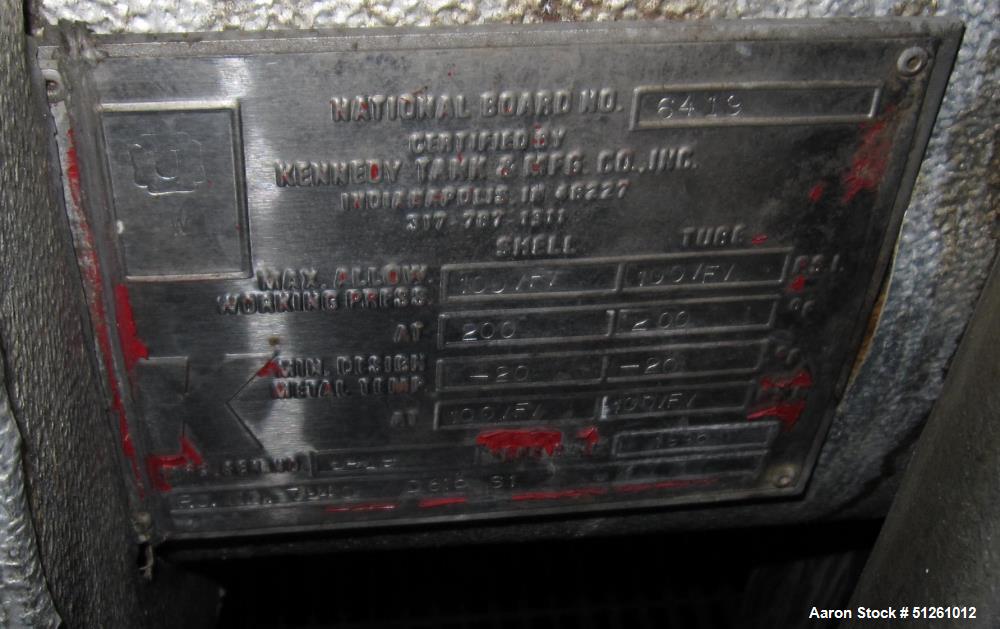 U
NATIONAL BOARD NO. 6419
CERTIFIED BY
KENNEDY TANK & MFG. CO., INC.
INDIANAPOLIS, IN 46227
317-787-1311
SHELL TUBE
MAX. ALLOW. WORKING PRESS. 100/FV 100/FV P.S.I.
AT 200 200 °F
MIN. DESIGN METAL TEMP. -20 -20
AT 100/FV 100/FV
K
D616 S1
Aaron Stock # 51261012